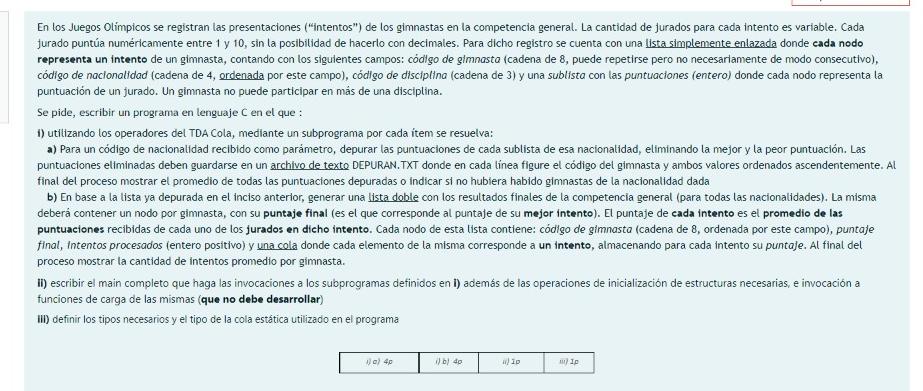 En los Juegos Olímpicos se registran las presentaciones (“intentos”) de los gimnastas en la competencia general. La cantidad de jurados para cada intento es variable. Cada
jurado puntúa numéricamente entre 1 y 10, sin la posibilidad de hacerlo con decimales. Para dicho registro se cuenta con una lista simplemente enlazada donde cada nodo
representa un intento de un gimnasta, contando con los siguientes campos: código de gimnasta (cadena de 8, puede repetirse pero no necesariamente de modo consecutivo),
código de nacionalidad (cadena de 4, ordenada por este campo), código de disciplina (cadena de 3) y una sublista con las puntuaciones (entero) donde cada nodo representa la
puntuación de un jurado. Un gimnasta no puede participar en más de una disciplina.
Se pide, escribir un programa en lenguaje C en el que :
i) utilizando los operadores del TDA Cola, mediante un subprograma por cada ítem se resuelva:
a) Para un código de nacionalidad recibido como parámetro, depurar las puntuaciones de cada sublista de esa nacionalidad, eliminando la mejor y la peor puntuación. Las
puntuaciones eliminadas deben guardarse en un archivo de texto DEPURAN.TXT donde en cada línea figure el código del gimnasta y ambos valores ordenados ascendentemente. Al
final del proceso mostrar el promedio de todas las puntuaciones depuradas o indicar si no hubiera habido gimnastas de la nacionalidad dada
b) En base a la lista ya depurada en el inciso anterior, generar una lista doble con los resultados finales de la competencia general (para todas las nacionalidades). La misma
deberá contener un nodo por gimnasta, con su puntaje final (es el que corresponde al puntaje de su mejor intento). El puntaje de cada intento es el promedio de las
puntuaciones recibidas de cada uno de los jurados en dicho intento. Cada nodo de esta lista contiene: código de gimnasta (cadena de 8, ordenada por este campo), puntaje
final, intentos procesados (entero positivo) y una cola donde cada elemento de la misma corresponde a un intento, almacenando para cada intento su puntaje. Al final del
proceso mostrar la cantidad de intentos promedio por gimnasta.
ii) escribir el main completo que haga las invocaciones a los subprogramas definidos en i) además de las operaciones de inicialización de estructuras necesarias, e invocación a
funciones de carga de las mismas (que no debe desarrollar)
iii) definir los tipos necesarios y el tipo de la cola estática utilizado en el programa
i) a) 4p i) b) 4p ii) 1p iii) 1p